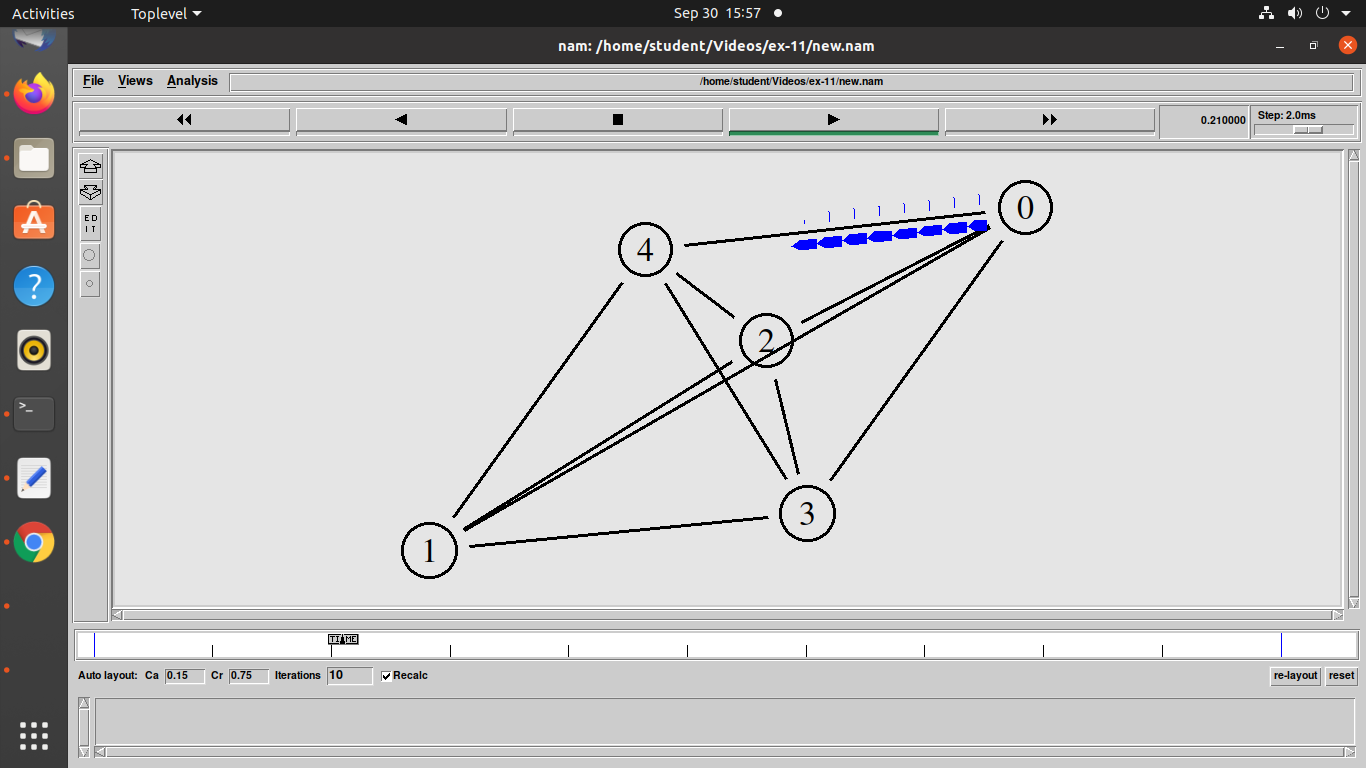 Activities Toplevel Sep 30 15:57
nam: /home/student/Videos/ex-11/new.nam
File Views Analysis /home/student/Videos/ex-11/new.nam
0.210000 Step: 2.0ms
E D
I T
0
4
2
3
1
TIME
Auto layout: Ca 0.15 Cr 0.75 Iterations 10 Recalc re-layout reset